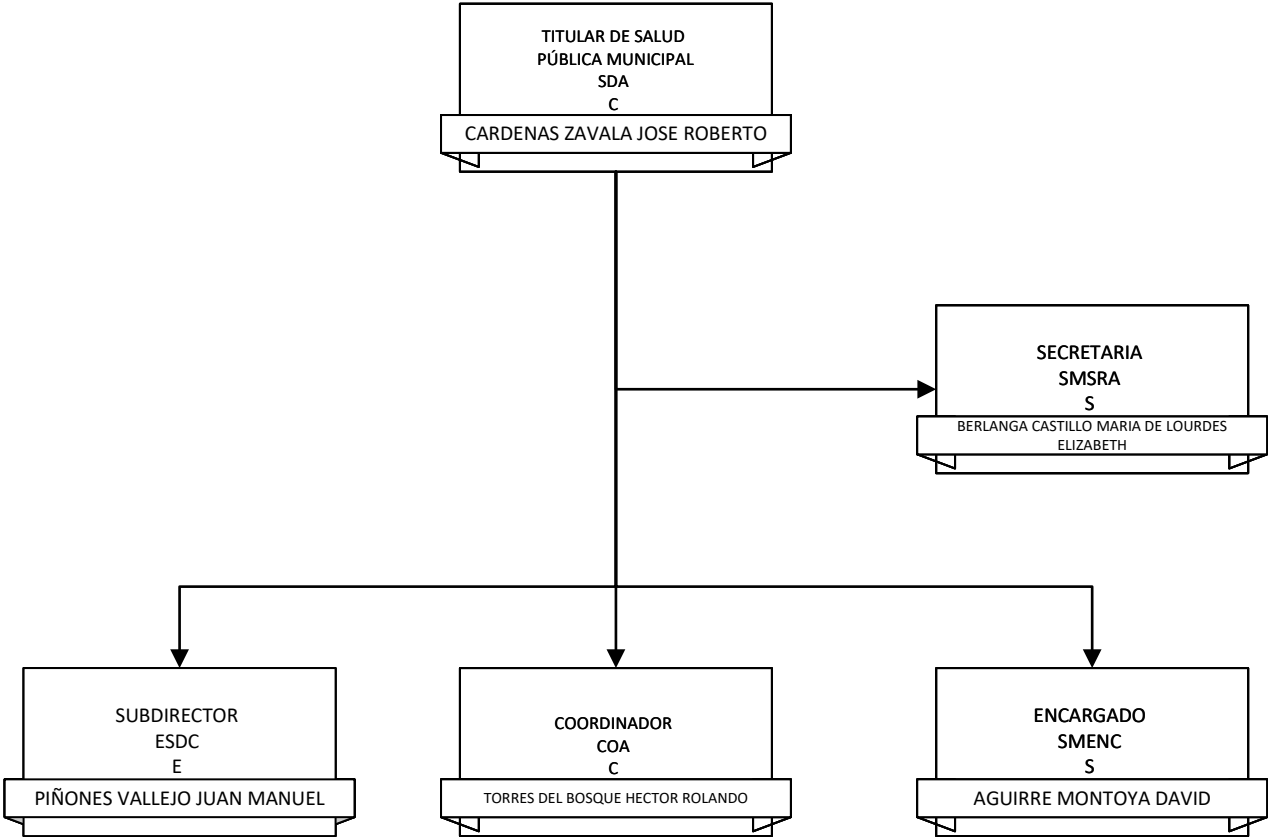 TITULAR DE SALUD
PÚBLICA MUNICIPAL
SDA
C
CARDENAS ZAVALA JOSE ROBERTO
SECRETARIA
SMSRA
S
BERLANGA CASTILLO MARIA DE LOURDES
ELIZABETH
SUBDIRECTOR
ESDC
E
PIÑONES VALLEJO JUAN MANUEL
COORDINADOR
COA
C
TORRES DEL BOSQUE HECTOR ROLANDO
ENCARGADO
SMENC
S
AGUIRRE MONTOYA DAVID